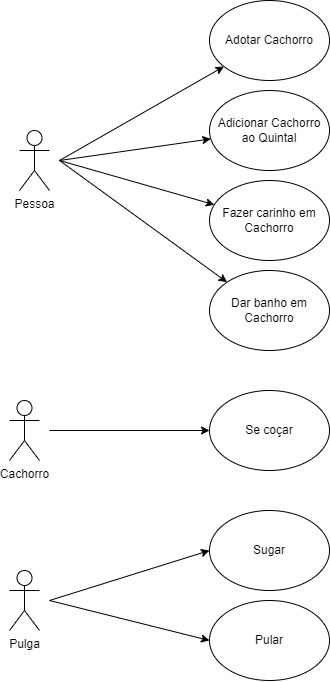 Adotar Cachorro
Adicionar Cachorro
ao Quintal
Pessoa
Fazer carinho em
Cachorro
Dar banho em
Cachorro
Se coçar
Cachorro
Sugar
Pulga
Pular